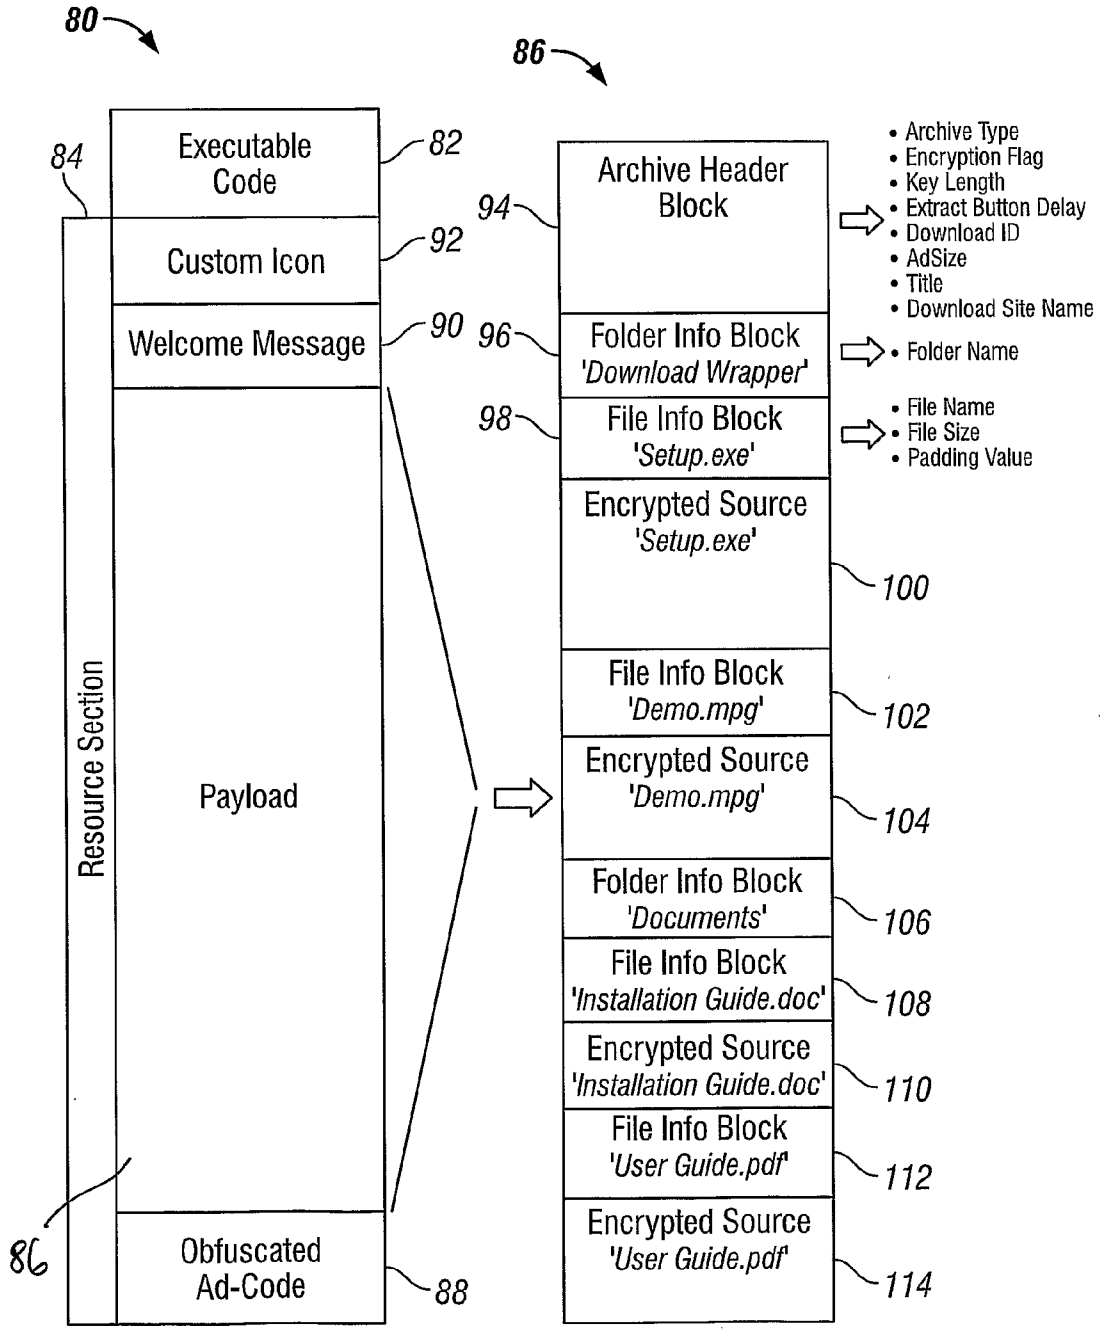 80
86
Executable
Code
82
84
Custom Icon
92
Welcome Message
90
Resource Section
Payload
86
Obfuscated
Ad-Code
88
Archive Header
Block
94
• Archive Type
• Encryption Flag
• Key Length
• Extract Button Delay
• Download ID
• AdSize
• Title
• Download Site Name
96
Folder Info Block
'Download Wrapper'
• Folder Name
98
File Info Block
'Setup.exe'
• File Name
• File Size
• Padding Value
Encrypted Source
'Setup.exe'
100
File Info Block
'Demo.mpg'
102
Encrypted Source
'Demo.mpg'
104
Folder Info Block
'Documents'
106
File Info Block
'Installation Guide.doc'
108
Encrypted Source
'Installation Guide.doc'
110
File Info Block
'User Guide.pdf'
112
Encrypted Source
'User Guide.pdf'
114